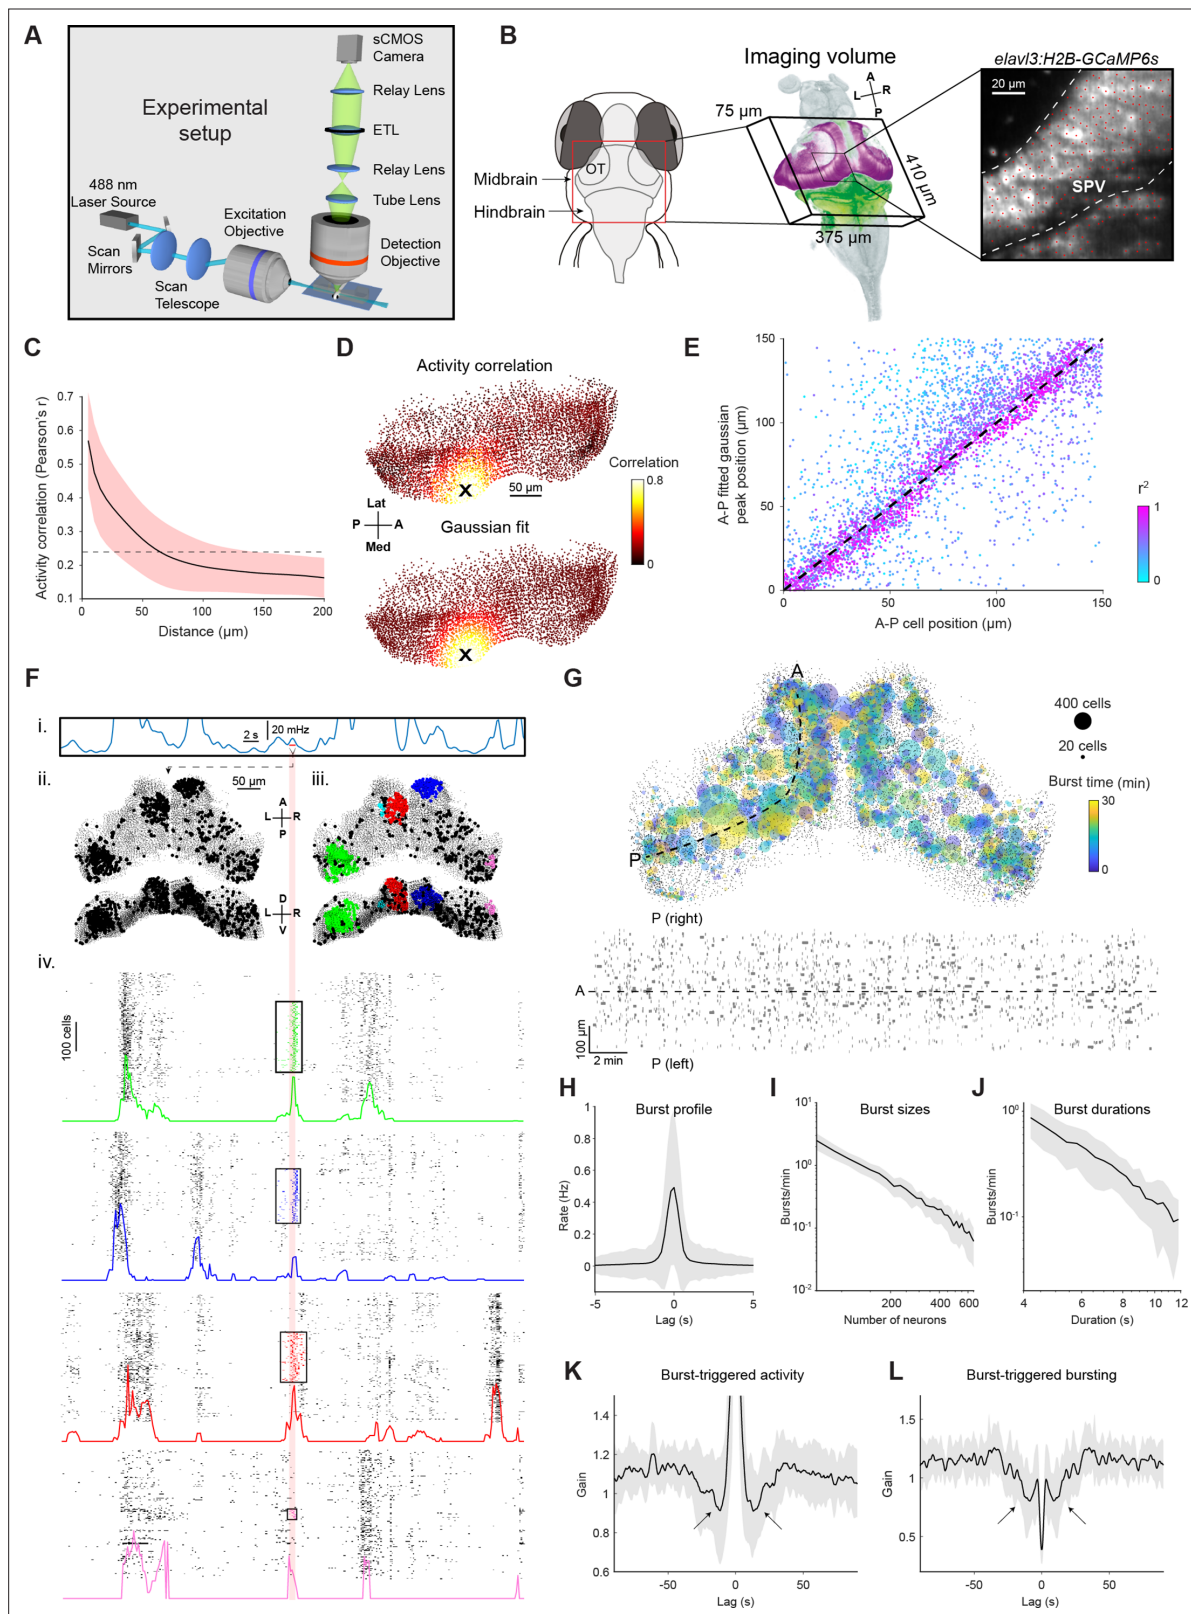 A
Experimental
setup
sCMOS
Camera
Relay Lens
ETL
Relay Lens
Tube Lens
488 nm
Laser Source
Excitation
Objective
Detection
Objective
Scan
Mirrors
Scan
Telescope
B
Imaging volume
A
L R
P
75 µm
410 µm
375 µm
OT
Midbrain
Hindbrain
elavl3:H2B-GCaMP6s
20 µm
SPV
C
Activity correlation (Pearson's r)
0.7
0.6
0.5
0.4
0.3
0.2
0.1
0 50 100 150 200
Distance (µm)
D
Activity correlation
X
50 µm
Correlation
0.8
0
Lat
P A
Med
Gaussian fit
X
E
A-P fitted gaussian
peak position (µm)
150
100
50
0
0 50 100 150
A-P cell position (µm)
r2
1
0
F
i.
2 s
20 mHz
ii.
50 µm
iii.
A
L R
P
D
L R
V
iv.
100 cells
G
A
P
400 cells
20 cells
Burst time (min)
30
0
P (right)
A
100 µm
2 min
P (left)
H
Burst profile
Rate (Hz)
1
0.8
0.6
0.4
0.2
0
-5 0 5
Lag (s)
I
Burst sizes
Bursts/min
10^1
10^0
10^-1
10^-2
200 400 600
Number of neurons
J
Burst durations
Bursts/min
10^0
10^-1
4 6 8 10 12
Duration (s)
K
Burst-triggered activity
Gain
1.4
1.2
1
0.8
0.6
-50 0 50
Lag (s)
L
Burst-triggered bursting
Gain
1.5
1
0.5
-50 0 50
Lag (s)